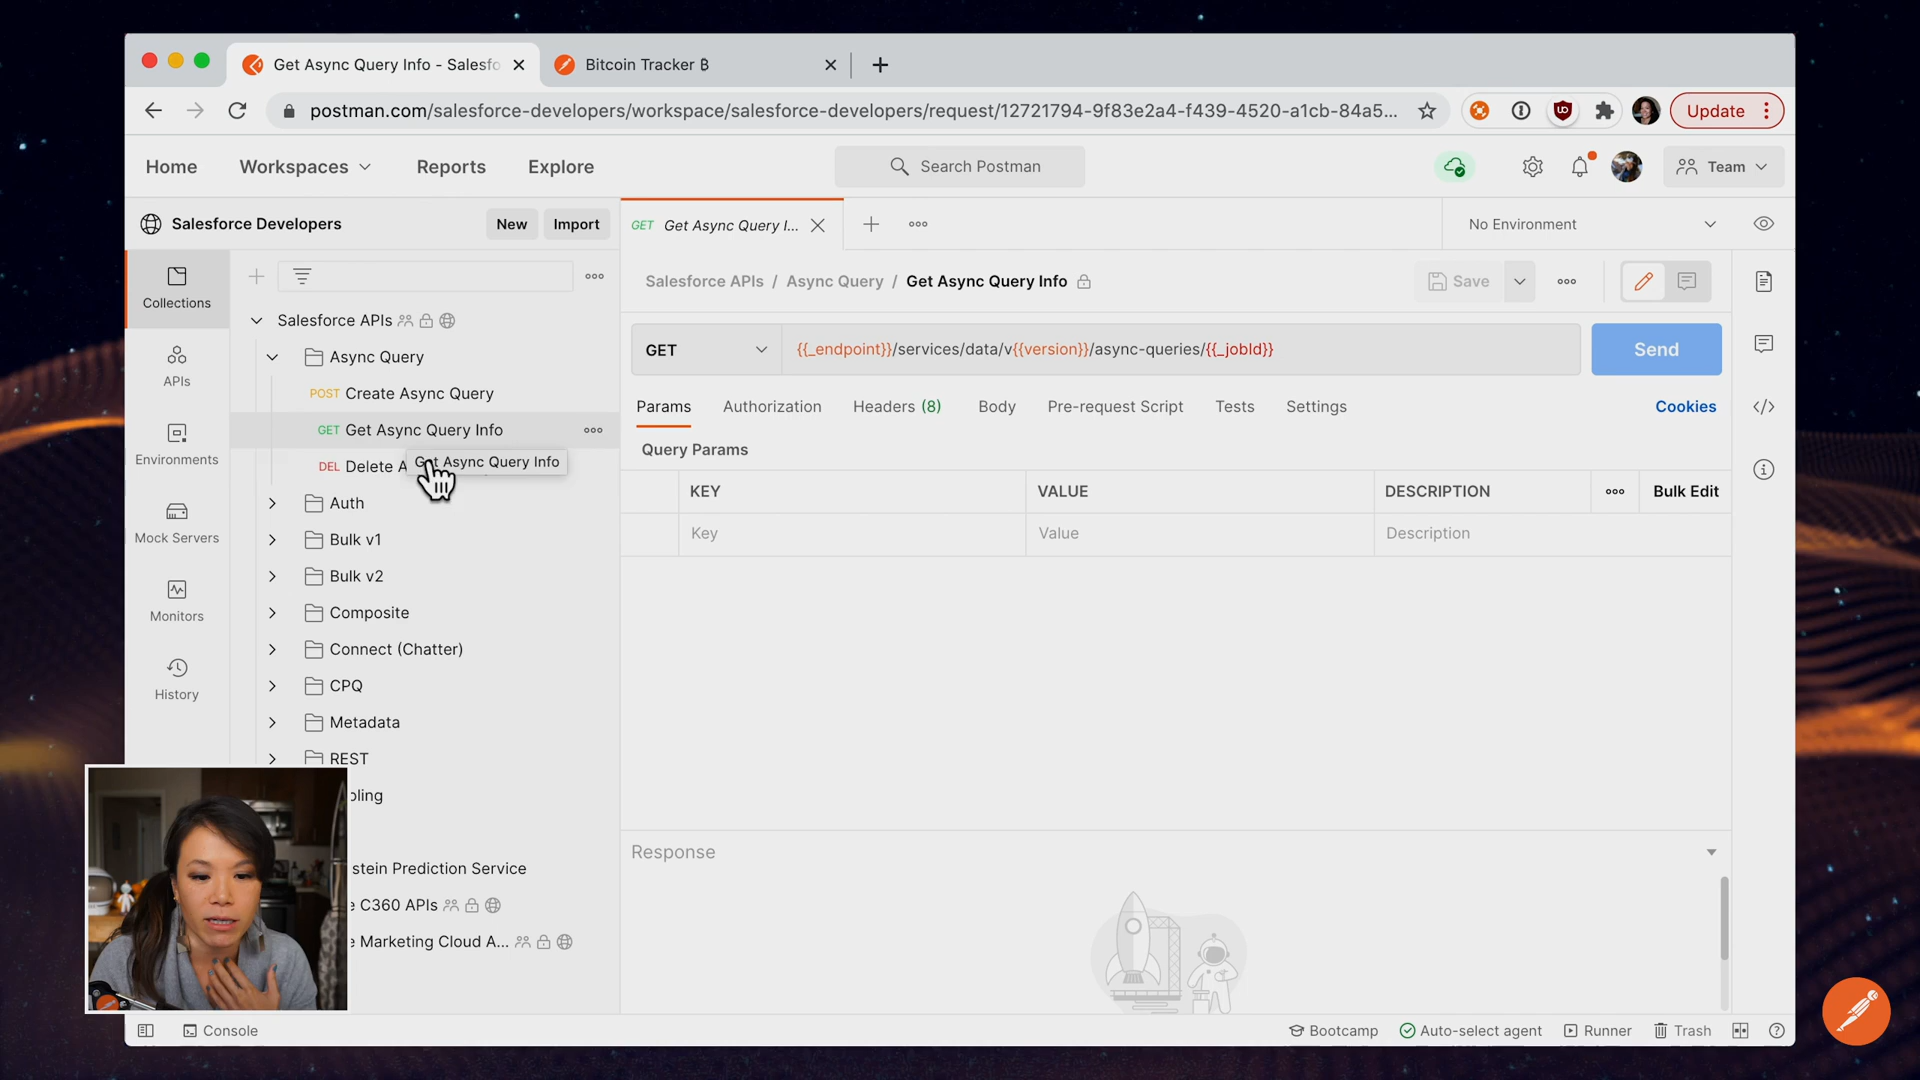 Get Async Query Info - Salesfo
Bitcoin Tracker ₿
postman.com/salesforce-developers/workspace/salesforce-developers/request/12721794-9f83e2a4-f439-4520-a1cb-84a5...
Update
Home
Workspaces
Reports
Explore
Search Postman
Team
Salesforce Developers
New
Import
GET Get Async Query I...
No Environment
Collections
APIs
Environments
Mock Servers
Monitors
History
Salesforce APIs
Async Query
POST Create Async Query
GET Get Async Query Info
DEL Delete A
Get Async Query Info
Auth
Bulk v1
Bulk v2
Composite
Connect (Chatter)
CPQ
Metadata
REST
oling
stein Prediction Service
e C360 APIs
e Marketing Cloud A...
Salesforce APIs / Async Query / Get Async Query Info
Save
GET
{{_endpoint}}/services/data/v{{version}}/async-queries/{{_jobId}}
Send
Params
Authorization
Headers (8)
Body
Pre-request Script
Tests
Settings
Cookies
Query Params
KEY
VALUE
DESCRIPTION
Bulk Edit
Key
Value
Description
Response
Console
Bootcamp
Auto-select agent
Runner
Trash